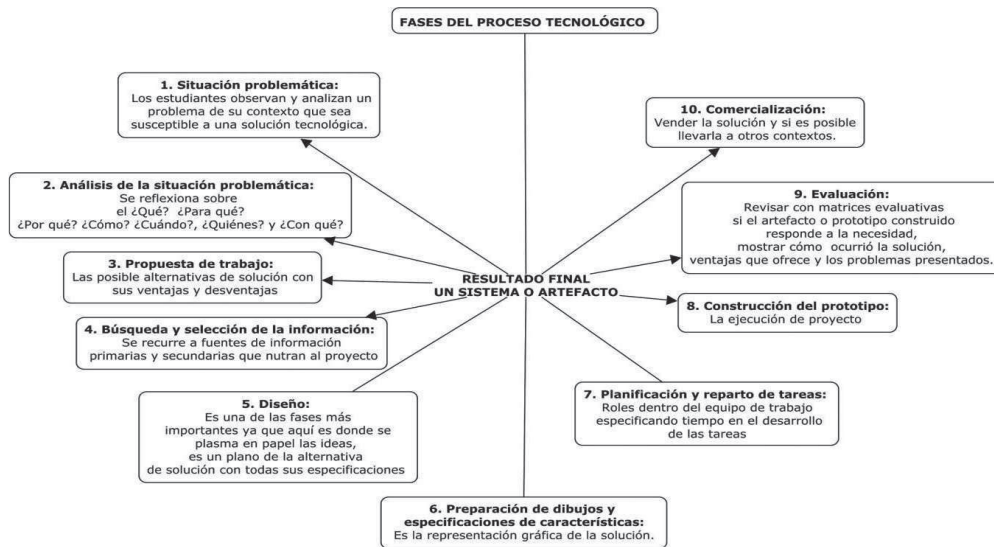 FASES DEL PROCESO TECNOLÓGICO
1. Situación problemática:
Los estudiantes observan y analizan un
problema de su contexto que sea
susceptible a una solución tecnológica.
2. Análisis de la situación problemática:
Se reflexiona sobre
el ¿Qué? ¿Para qué?
¿Por qué? ¿Cómo? ¿Cuándo?, ¿Quiénes? y ¿Con qué?
3. Propuesta de trabajo:
Las posible alternativas de solución con
sus ventajas y desventajas
4. Búsqueda y selección de la información:
Se recurre a fuentes de información
primarias y secundarias que nutran al proyecto
5. Diseño:
Es una de las fases más
importantes ya que aquí es donde se
plasma en papel las ideas,
es un plano de la alternativa
de solución con todas sus especificaciones
6. Preparación de dibujos y
especificaciones de características:
Es la representación gráfica de la solución.
7. Planificación y reparto de tareas:
Roles dentro del equipo de trabajo
especificando tiempo en el desarrollo
de las tareas
8. Construcción del prototipo:
La ejecución de proyecto
9. Evaluación:
Revisar con matrices evaluativas
si el artefacto o prototipo construido
responde a la necesidad,
mostrar cómo ocurrió la solución,
ventajas que ofrece y los problemas presentados.
10. Comercialización:
Vender la solución y si es posible
llevarla a otros contextos.
RESULTADO FINAL
UN SISTEMA O ARTEFACTO